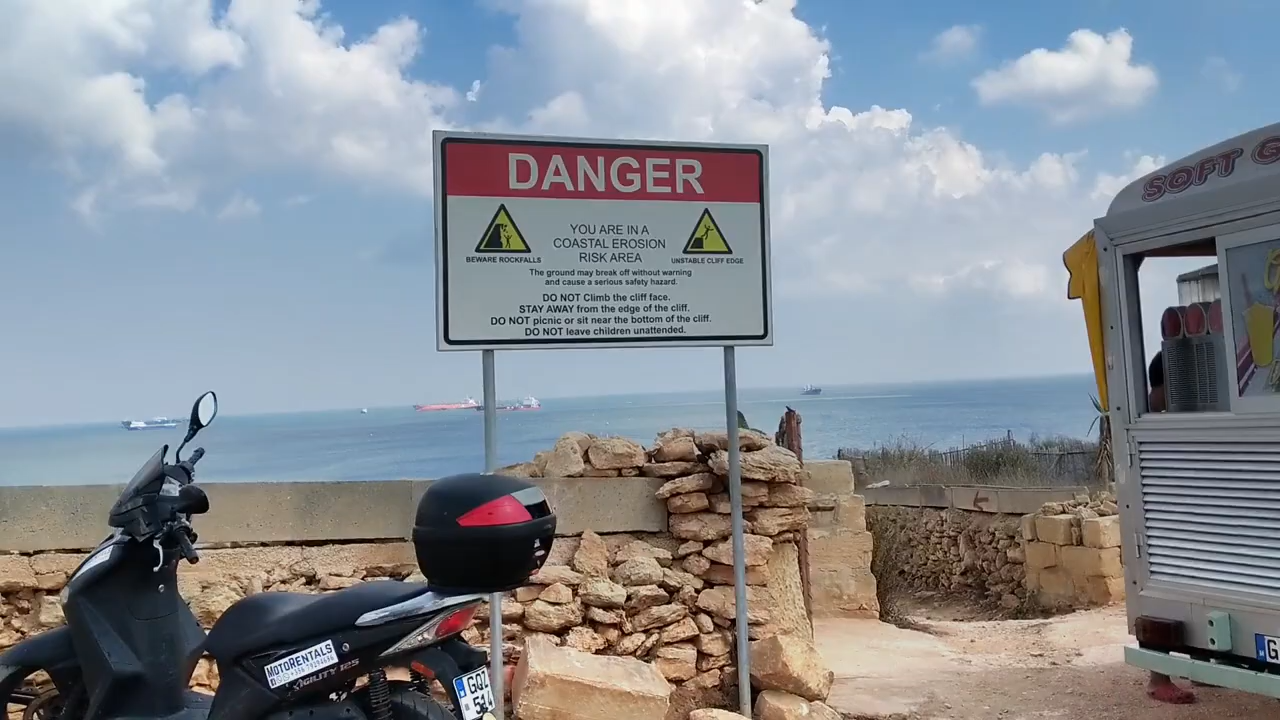 DANGER
YOU ARE IN A
COASTAL EROSION
RISK AREA
BEWARE ROCKFALLS
UNSTABLE CLIFF EDGE
The ground may break off without warning
and cause a serious safety hazard.
DO NOT Climb the cliff face.
STAY AWAY from the edge of the cliff.
DO NOT picnic or sit near the bottom of the cliff.
DO NOT leave children unattended.
SOFT
MOTORENTALS
AGILITY 125
GQZ